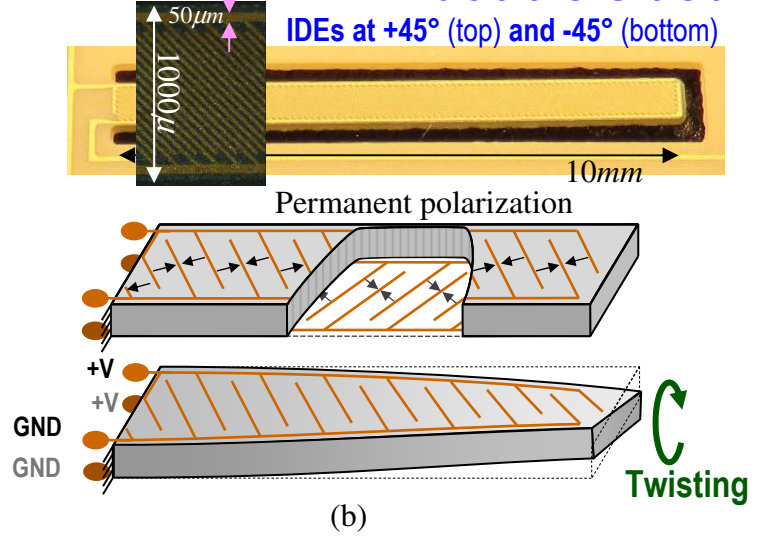 50μm
IDEs at +45° (top) and -45° (bottom)
1000μ
10mm
Permanent polarization
+V
+V
GND
GND
Twisting
(b)